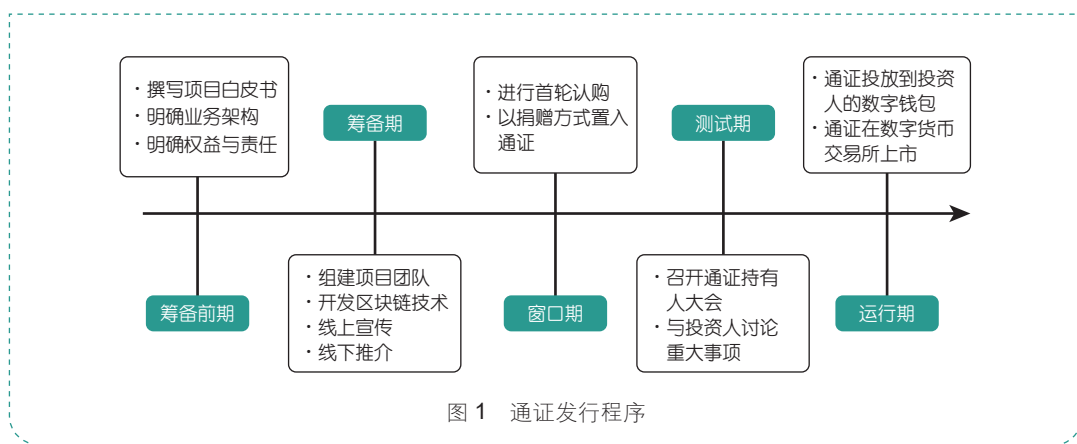 · 撰写项目白皮书
· 明确业务架构
· 明确权益与责任
筹备期
· 进行首轮认购
· 以捐赠方式置入
通证
测试期
· 通证投放到投资
人的数字钱包
· 通证在数字货币
交易所上市
筹备前期
· 组建项目团队
· 开发区块链技术
· 线上宣传
· 线下推介
窗口期
· 召开通证持有
人大会
· 与投资人讨论
重大事项
运行期
图 1 通证发行程序